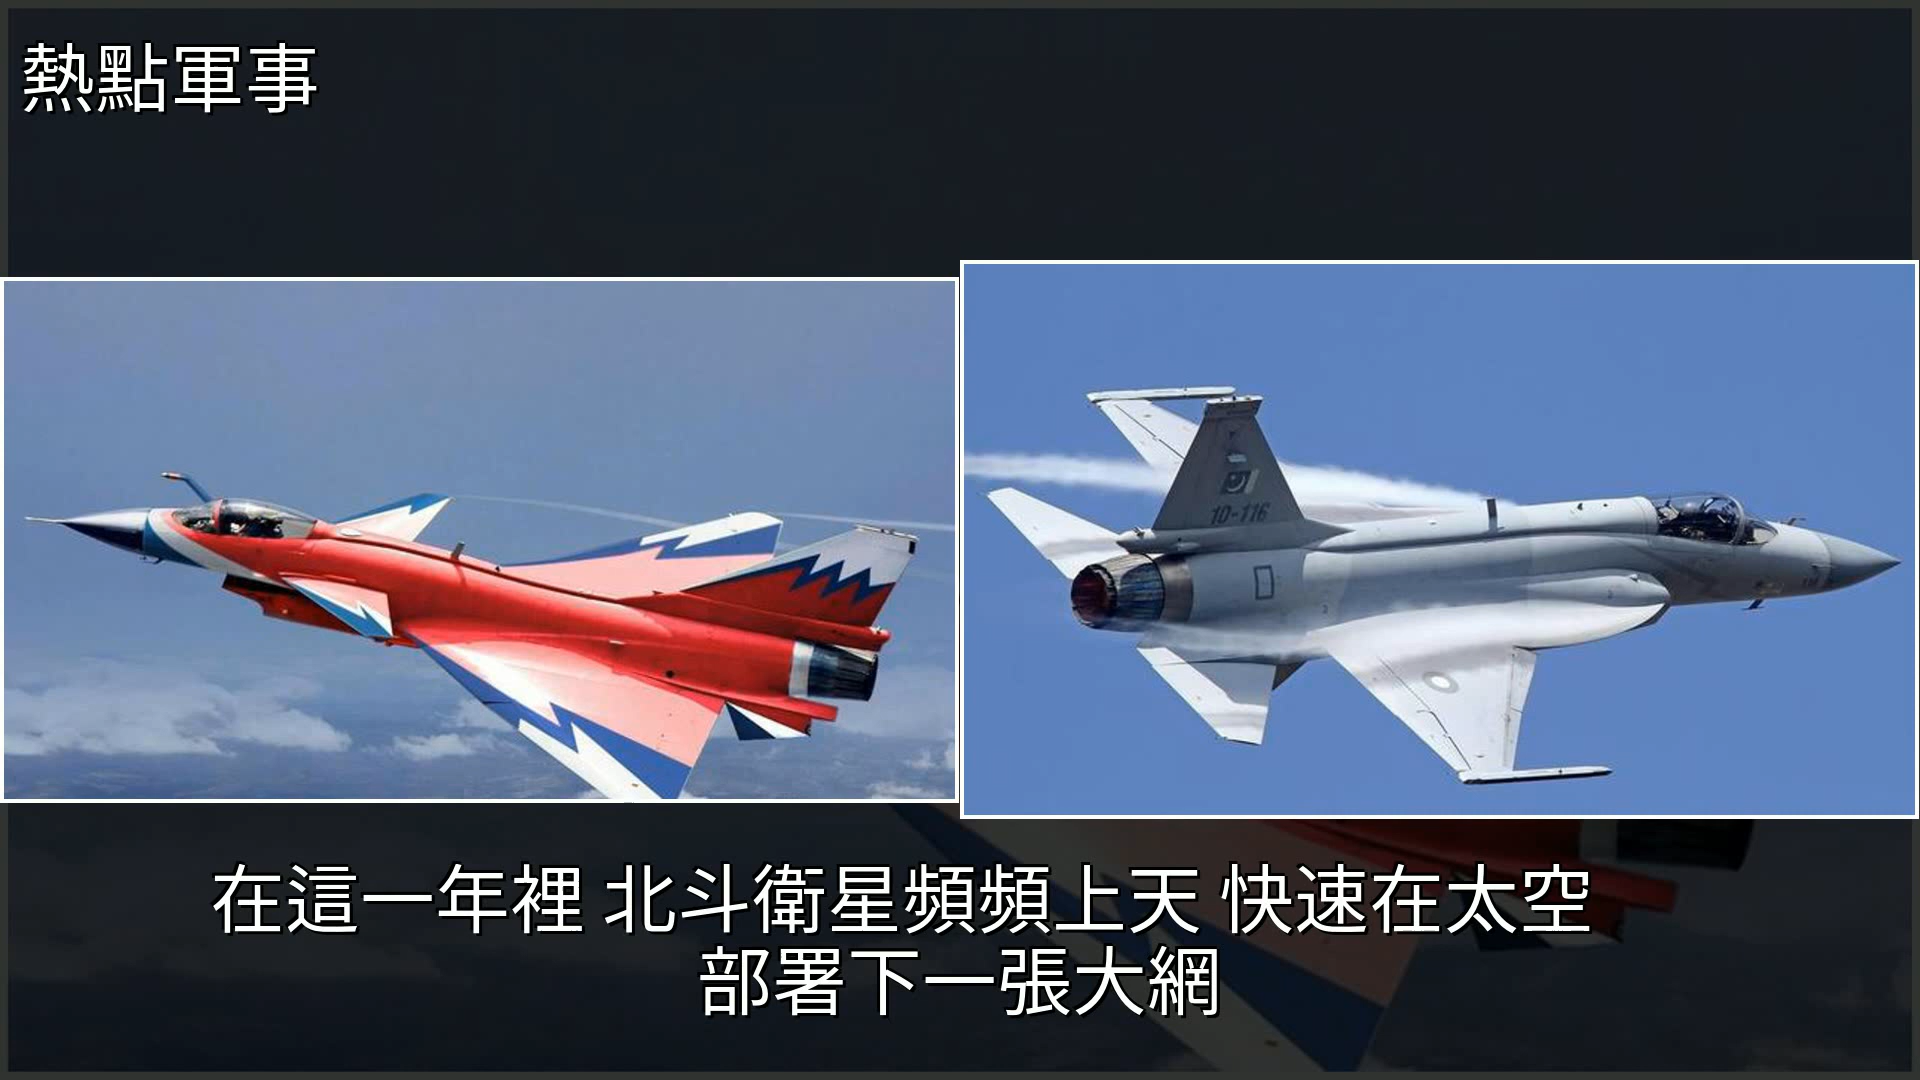 熱點軍事
10-116
在這一年裡 北斗衛星頻頻上天 快速在太空
部署下一張大網